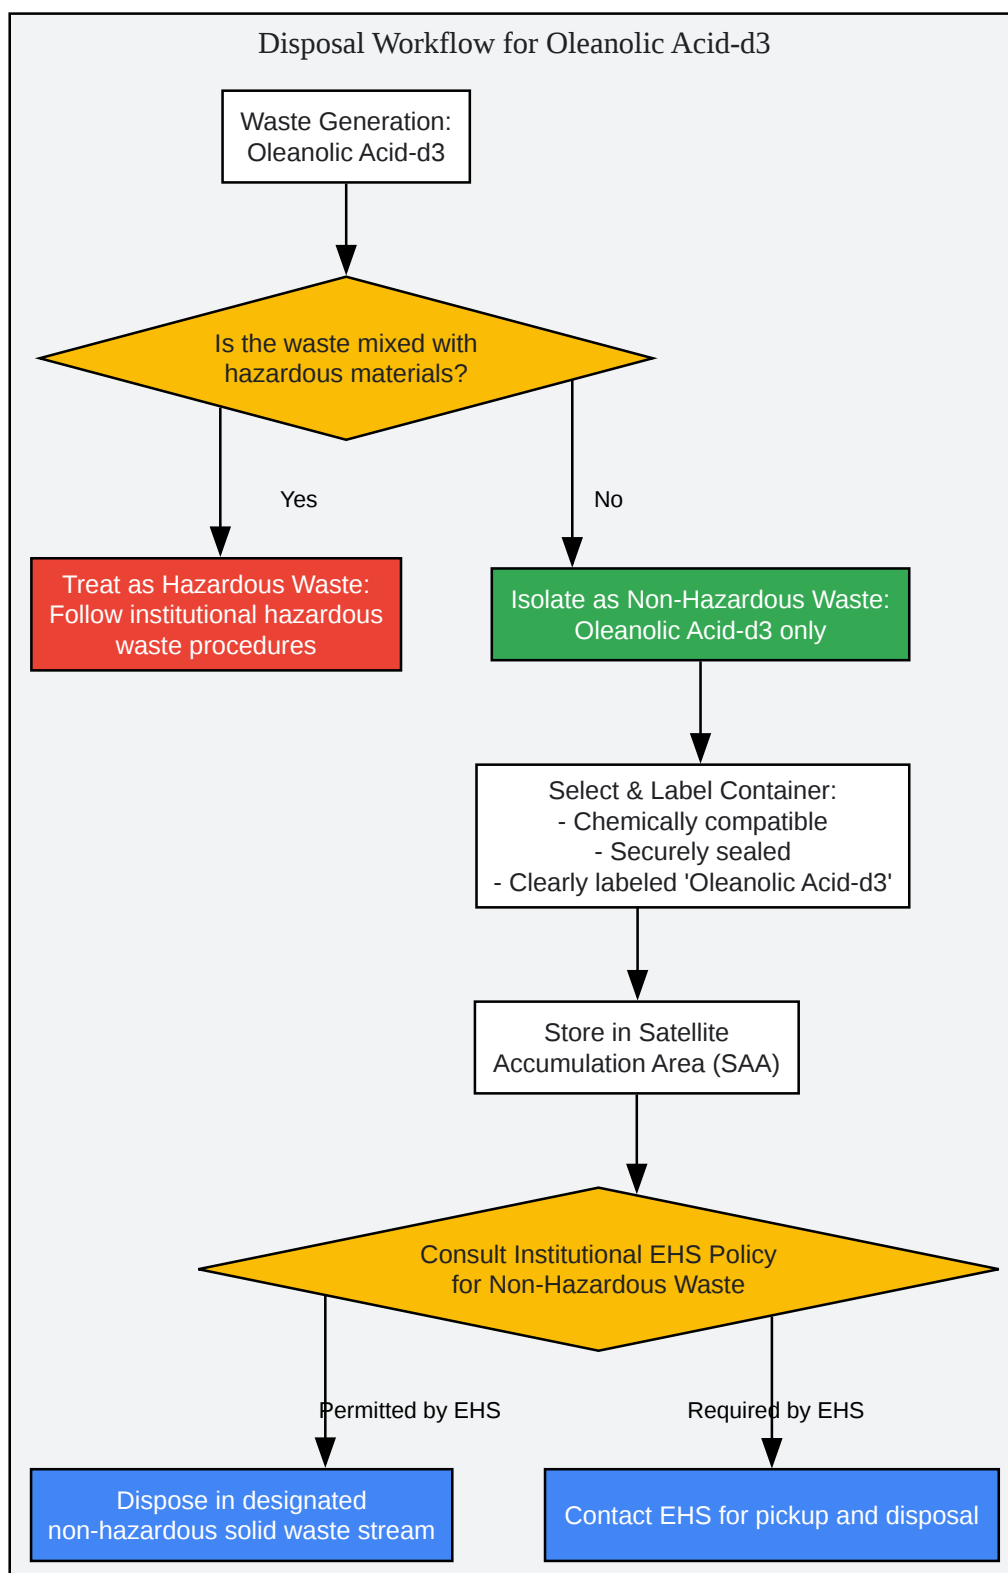 Disposal Workflow for Oleanolic Acid-d3
Waste Generation:
Oleanolic Acid-d3
Is the waste mixed with
hazardous materials?
Yes
No
Treat as Hazardous Waste:
Follow institutional hazardous
waste procedures
Isolate as Non-Hazardous Waste:
Oleanolic Acid-d3 only
Select & Label Container:
- Chemically compatible
- Securely sealed
- Clearly labeled 'Oleanolic Acid-d3'
Store in Satellite
Accumulation Area (SAA)
Consult Institutional EHS Policy
for Non-Hazardous Waste
Permitted by EHS
Required by EHS
Dispose in designated
non-hazardous solid waste stream
Contact EHS for pickup and disposal